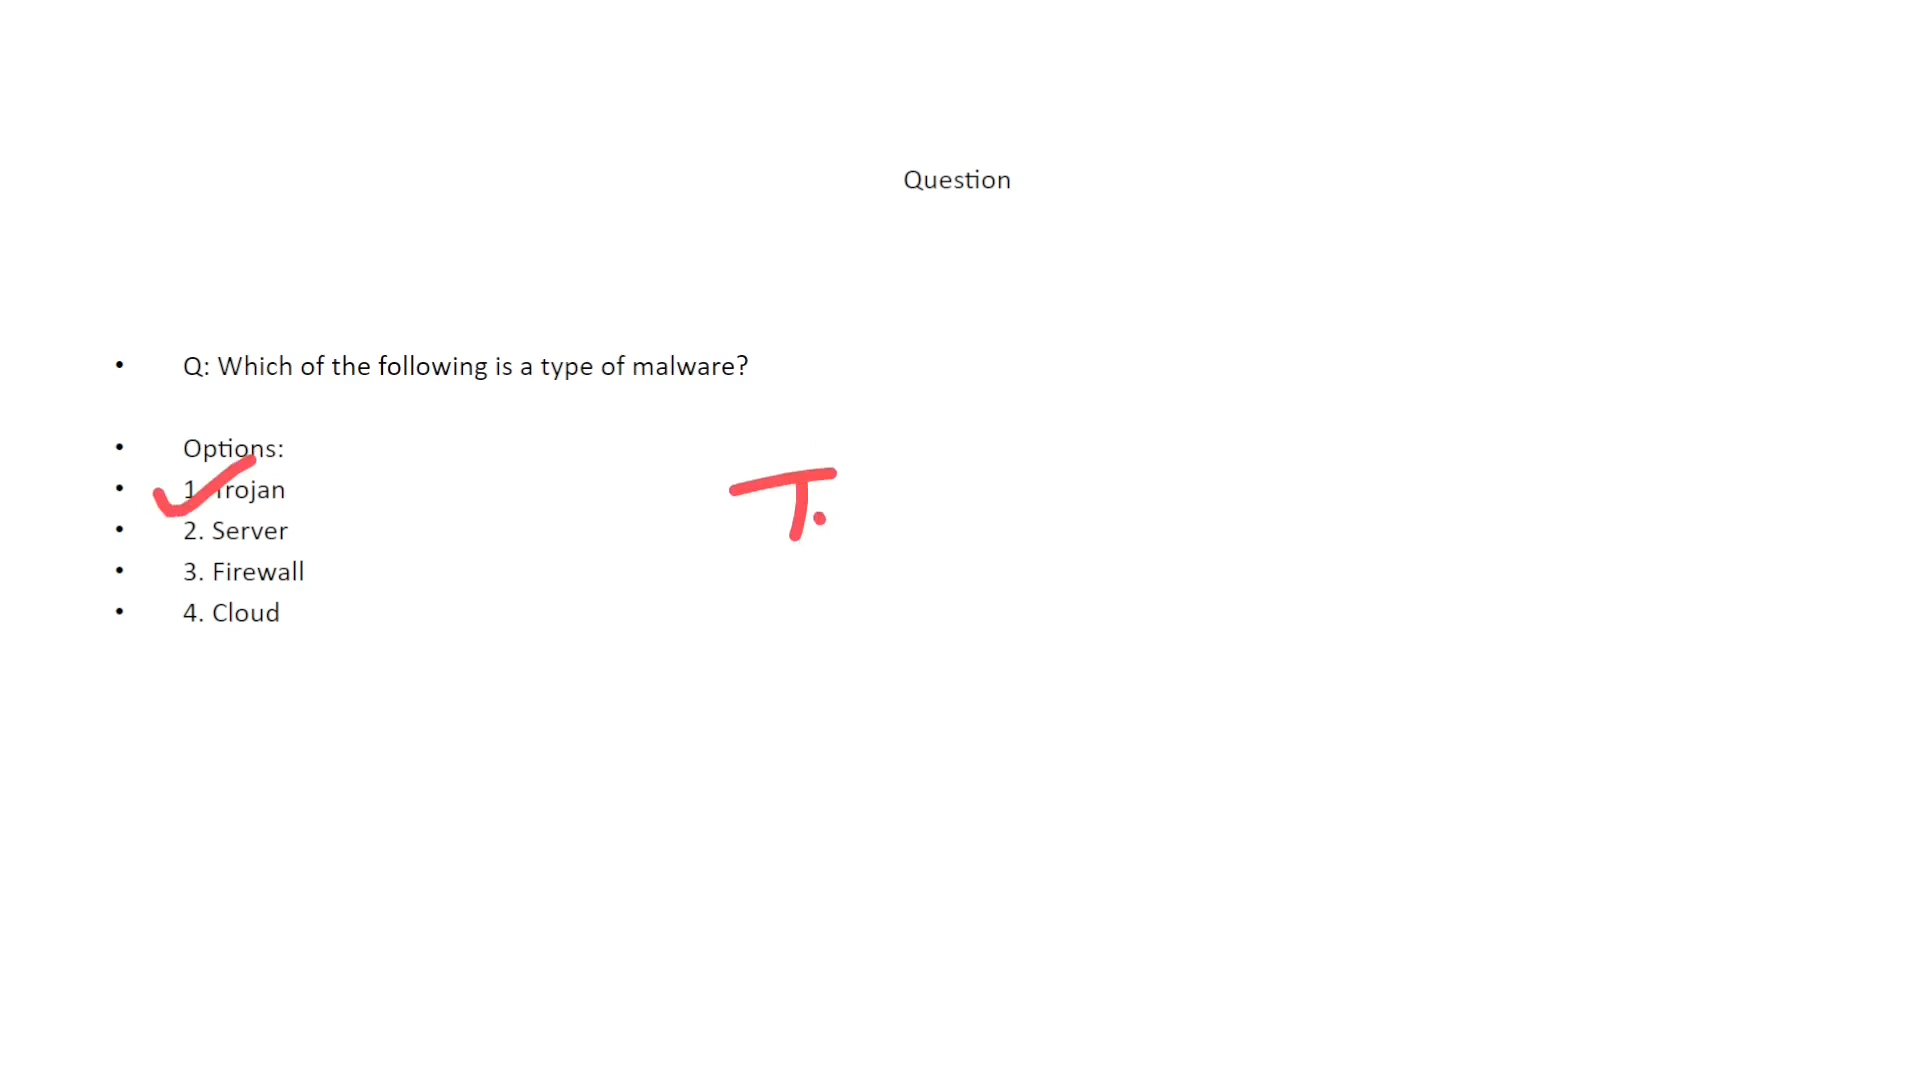 Question
• Q: Which of the following is a type of malware?
• Options:
• 1. Trojan
T.
• 2. Server
• 3. Firewall
• 4. Cloud